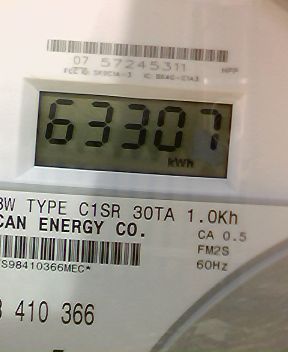 07 57245311
NPP
63307
kWh
3W TYPE C1SR 30TA 1.0Kh
CAN ENERGY CO.
CA 0.5
FM2S
60Hz
S98410366MEC*
410 366